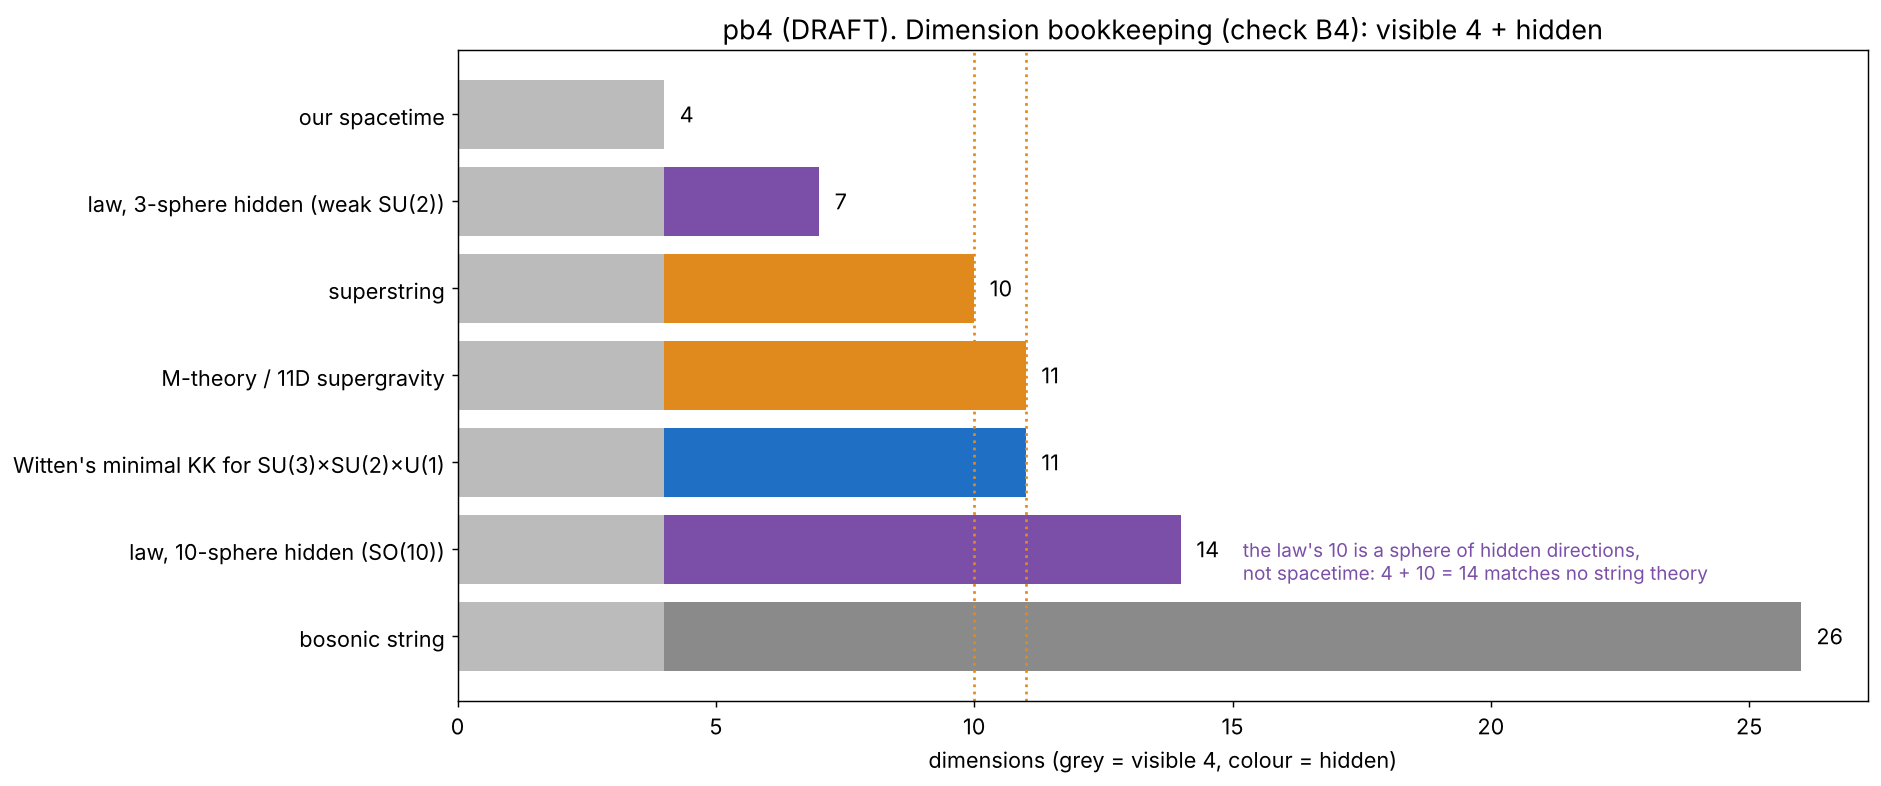 pb4 (DRAFT). Dimension bookkeeping (check B4): visible 4 + hidden
our spacetime
4
law, 3-sphere hidden (weak SU(2))
7
superstring
10
M-theory / 11D supergravity
11
Witten's minimal KK for SU(3)×SU(2)×U(1)
11
law, 10-sphere hidden (SO(10))
14
the law's 10 is a sphere of hidden directions,
not spacetime: 4 + 10 = 14 matches no string theory
bosonic string
26
0 5 10 15 20 25
dimensions (grey = visible 4, colour = hidden)